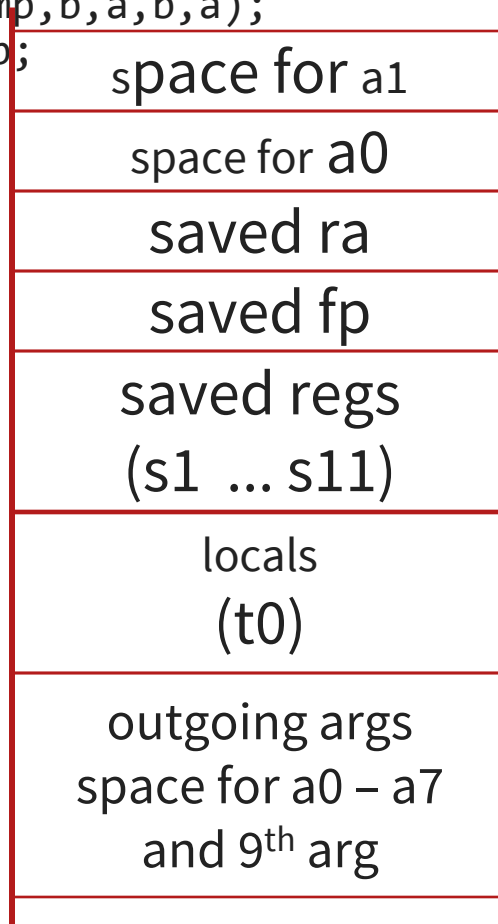 mp,b,a,b,a);
p;
space for a1
space for a0
saved ra
saved fp
saved regs
(s1 ... s11)
locals
(t0)
outgoing args
space for a0 – a7
and 9th arg